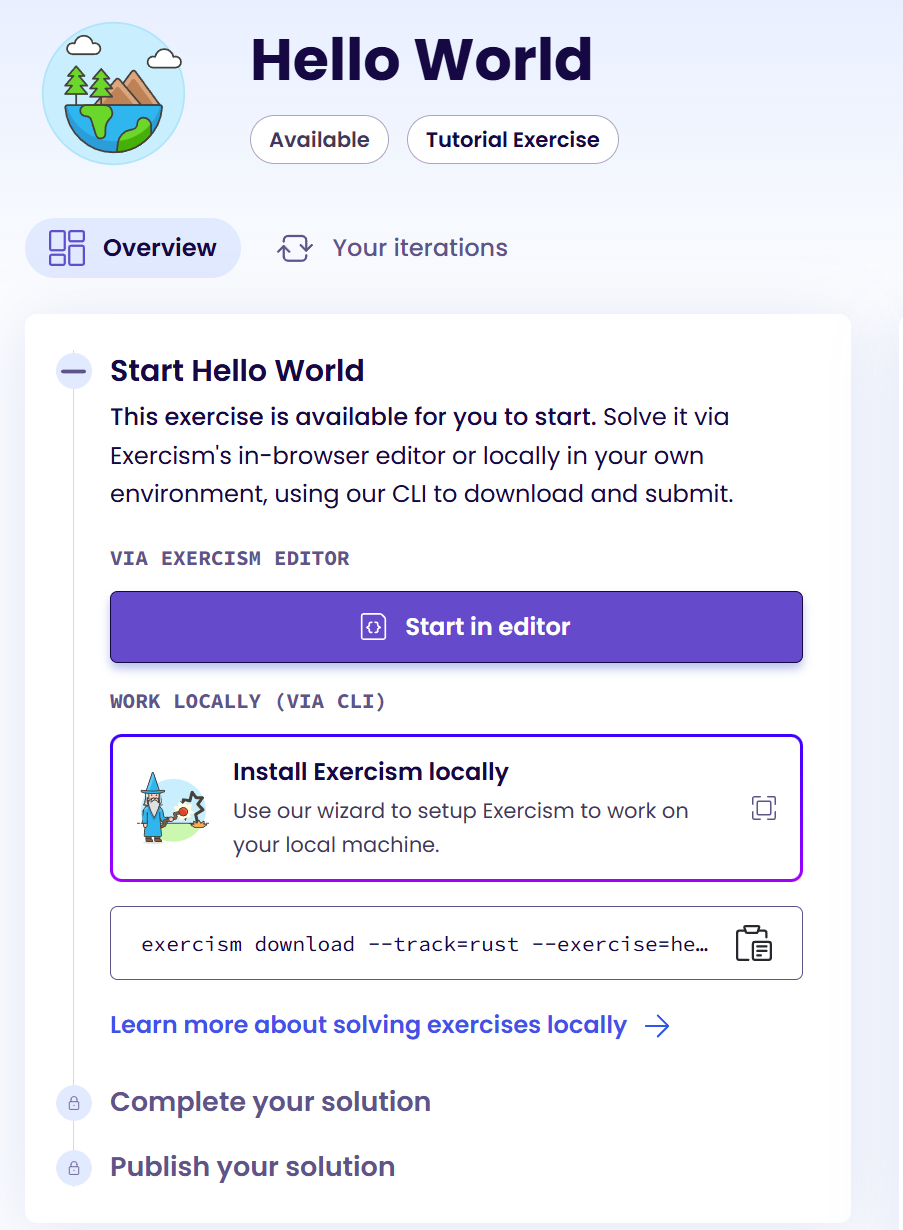 Hello World
Available
Tutorial Exercise
Overview
Your iterations
Start Hello World
This exercise is available for you to start. Solve it via
Exercism's in-browser editor or locally in your own
environment, using our CLI to download and submit.
VIA EXERCISM EDITOR
Start in editor
WORK LOCALLY (VIA CLI)
Install Exercism locally
Use our wizard to setup Exercism to work on
your local machine.
exercism download --track=rust --exercise=he…
Learn more about solving exercises locally
Complete your solution
Publish your solution